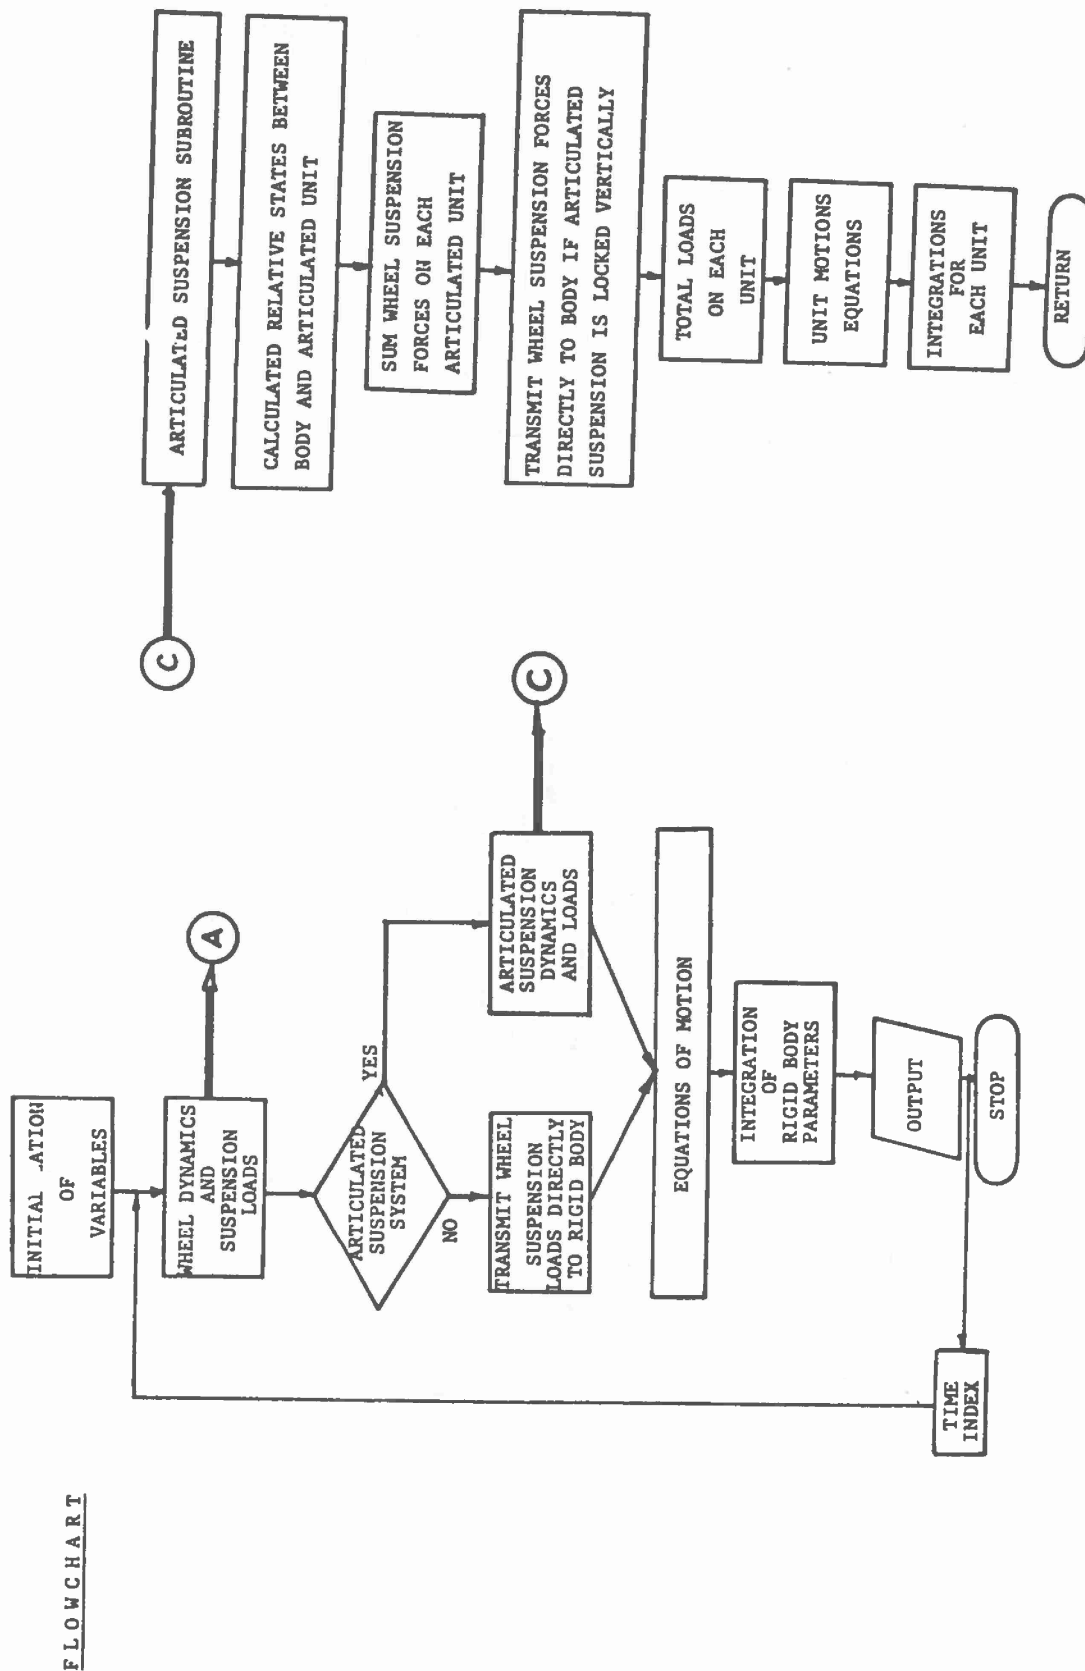 FLOWCHART
INITIAL ATION
OF
VARIABLES
WHEEL DYNAMICS
AND
SUSPENSION
LOADS
A
ARTICULATED
SUSPENSION
SYSTEM
YES
NO
TRANSMIT WHEEL
SUSPENSION
LOADS DIRECTLY
TO RIGID BODY
ARTICULATED
SUSPENSION
DYNAMICS
AND LOADS
C
EQUATIONS OF MOTION
INTEGRATION
OF
RIGID BODY
PARAMETERS
OUTPUT
TIME
INDEX
STOP
C
ARTICULATED SUSPENSION SUBROUTINE
CALCULATED RELATIVE STATES BETWEEN
BODY AND ARTICULATED UNIT
SUM WHEEL SUSPENSION
FORCES ON EACH
ARTICULATED UNIT
TRANSMIT WHEEL SUSPENSION FORCES
DIRECTLY TO BODY IF ARTICULATED
SUSPENSION IS LOCKED VERTICALLY
TOTAL LOADS
ON EACH
UNIT
UNIT MOTIONS
EQUATIONS
INTEGRATIONS
FOR
EACH UNIT
RETURN